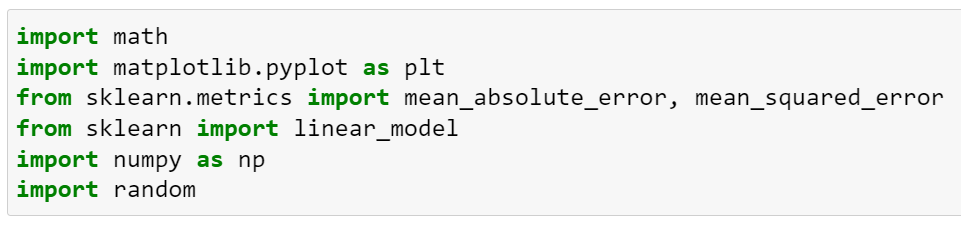 import math
import matplotlib.pyplot as plt
from sklearn.metrics import mean_absolute_error, mean_squared_error
from sklearn import linear_model
import numpy as np
import random